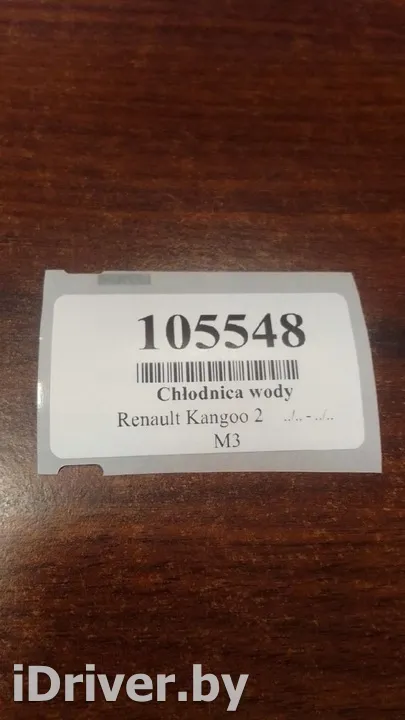 105548
Chłodnica wody
Renault Kangoo 2 ../.. - ../..
M3
iDriver.by